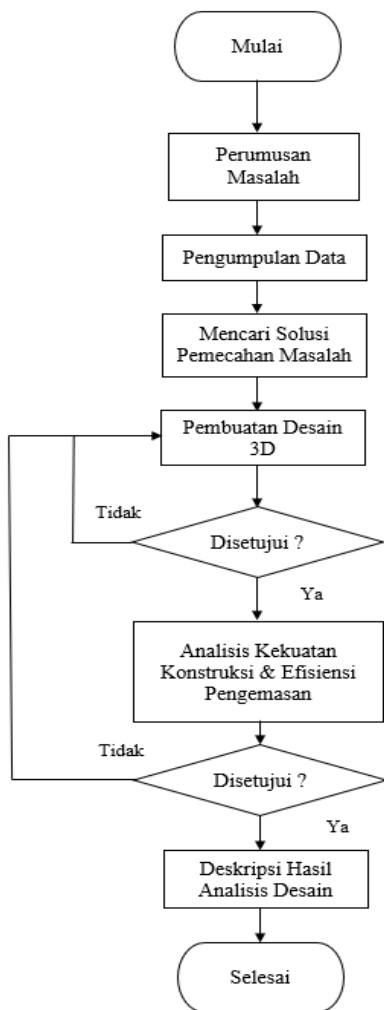 Mulai
Perumusan
Masalah
Pengumpulan Data
Mencari Solusi
Pemecahan Masalah
Pembuatan Desain
3D
Tidak
Disetujui ?
Ya
Analisis Kekuatan
Konstruksi & Efisiensi
Pengemasan
Tidak
Disetujui ?
Ya
Deskripsi Hasil
Analisis Desain
Selesai